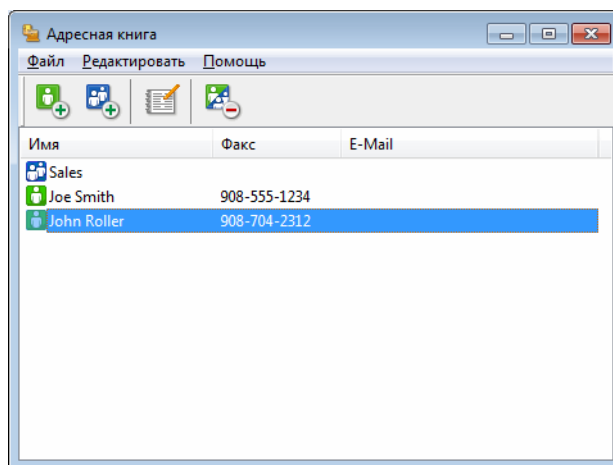 Адресная книга
Файл Редактировать Помощь
Имя Факс E-Mail
Sales
Joe Smith 908-555-1234
John Roller 908-704-2312